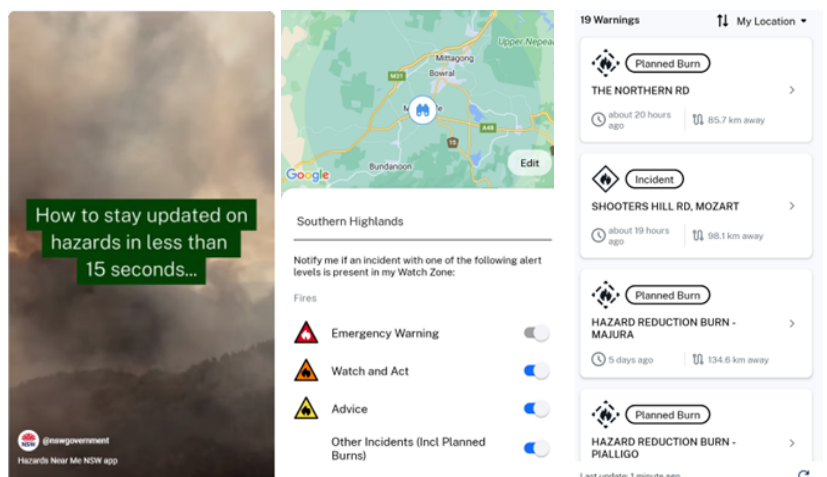 How to stay updated on
hazards in less than
15 seconds...
NSW
@nswgovernment
Hazards Near Me NSW app
Upper Nepea
Mittagong
M31
Bowral
A48
15
Bundanoon
Google
Edit
Southern Highlands
Notify me if an incident with one of the following alert
levels is present in my Watch Zone:
Fires
Emergency Warning
Watch and Act
Advice
Other Incidents (Incl Planned
Burns)
19 Warnings
My Location
Planned Burn
THE NORTHERN RD
about 20 hours
ago
85.7 km away
Incident
SHOOTERS HILL RD, MOZART
about 19 hours
ago
98.1 km away
Planned Burn
HAZARD REDUCTION BURN -
MAJURA
5 days ago
134.6 km away
Planned Burn
HAZARD REDUCTION BURN -
PIALLIGO
Last update: 1 minute ago